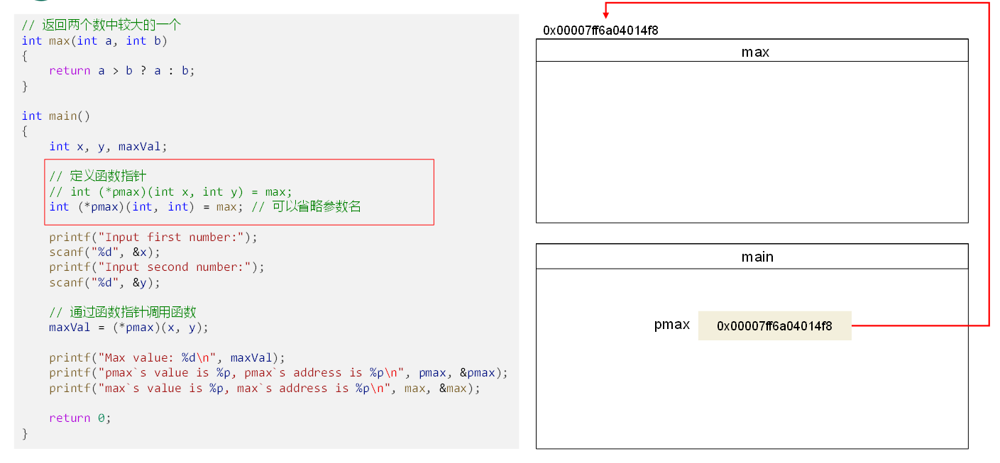 // 返回两个数中较大的一个
int max(int a, int b)
{
    return a > b ? a : b;
}
int main()
{
    int x, y, maxVal;
    // 定义函数指针
    // int (*pmax)(int x, int y) = max;
    int (*pmax)(int, int) = max; // 可以省略参数名
    printf("Input first number:");
    scanf("%d", &x);
    printf("Input second number:");
    scanf("%d", &y);
    // 通过函数指针调用函数
    maxVal = (*pmax)(x, y);
    printf("Max value: %d\n", maxVal);
    printf("pmax`s value is %p, pmax`s address is %p\n", pmax, &pmax);
    printf("max`s value is %p, max`s address is %p\n", max, &max);
    return 0;
}
0x00007ff6a04014f8
max
main
pmax 0x00007ff6a04014f8